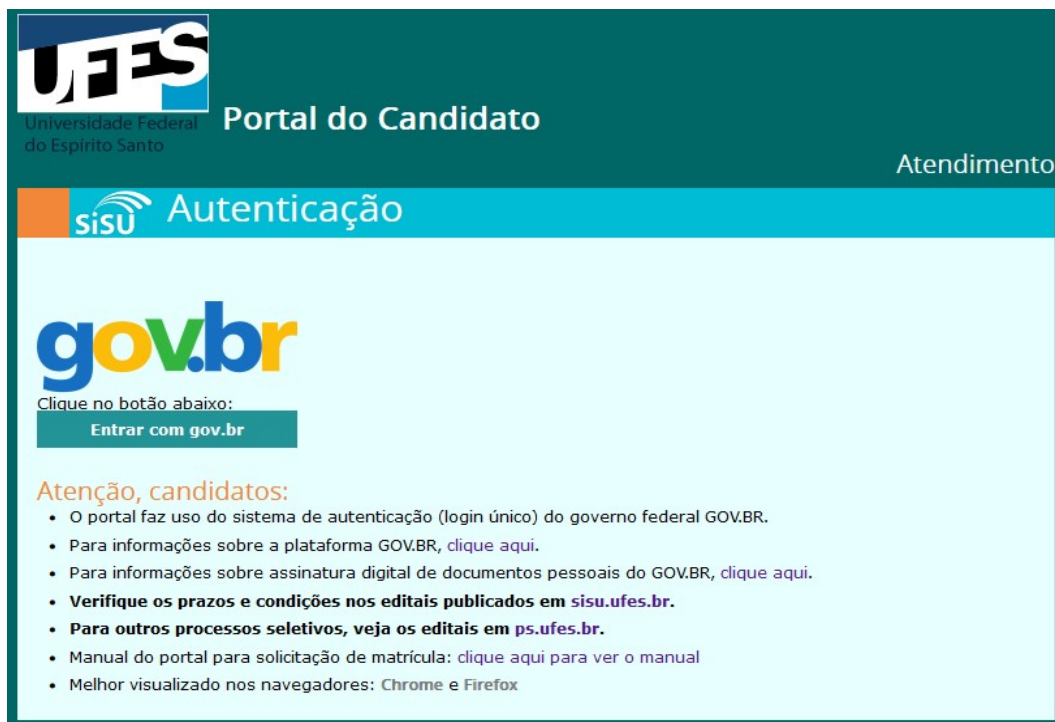 UFES
Universidade Federal
do Espírito Santo
Portal do Candidato
Atendimento
sisu Autenticação
gov.br
Clique no botão abaixo:
Entrar com gov.br
Atenção, candidatos:
• O portal faz uso do sistema de autenticação (login único) do governo federal GOV.BR.
• Para informações sobre a plataforma GOV.BR, clique aqui.
• Para informações sobre assinatura digital de documentos pessoais do GOV.BR, clique aqui.
• Verifique os prazos e condições nos editais publicados em sisu.ufes.br.
• Para outros processos seletivos, veja os editais em ps.ufes.br.
• Manual do portal para solicitação de matrícula: clique aqui para ver o manual
• Melhor visualizado nos navegadores: Chrome e Firefox